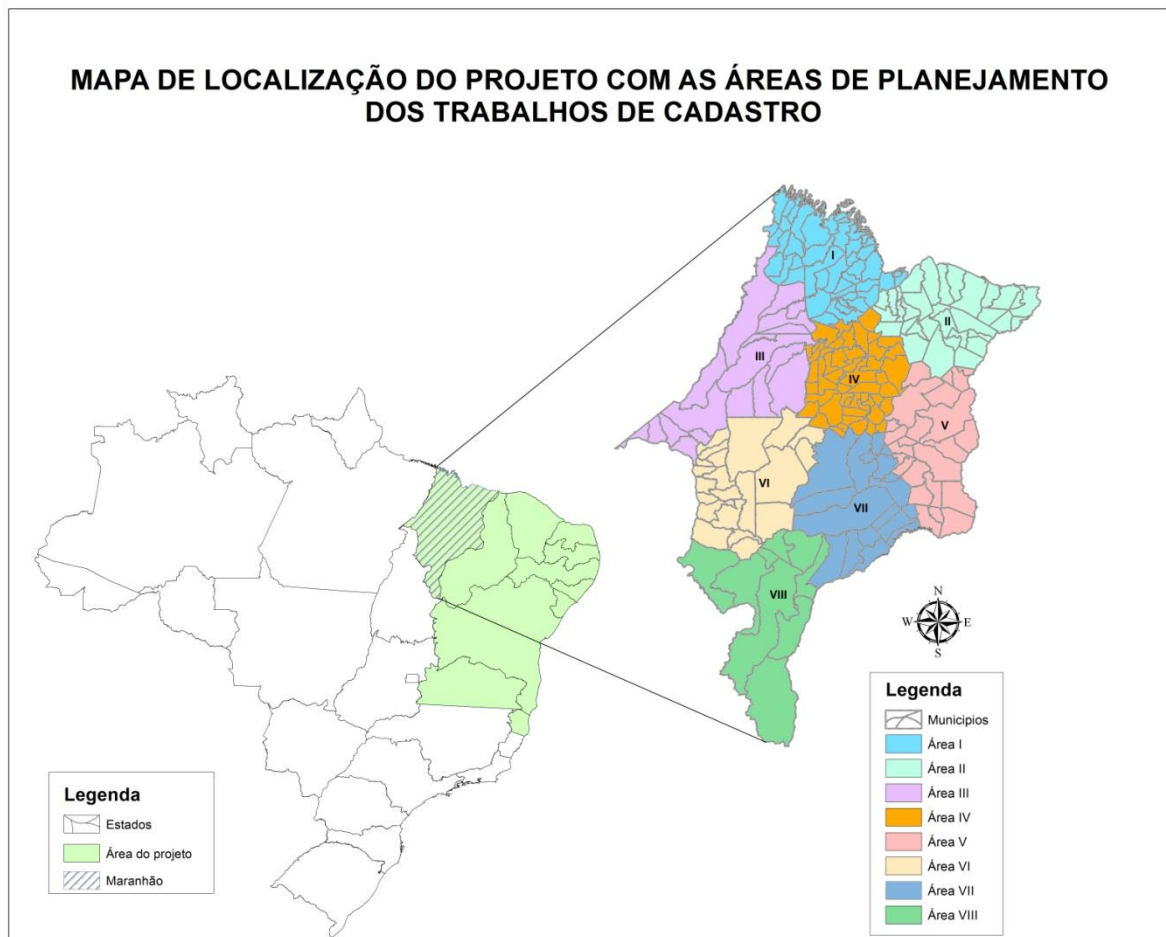 MAPA DE LOCALIZAÇÃO DO PROJETO COM AS ÁREAS DE PLANEJAMENTO
DOS TRABALHOS DE CADASTRO
I
II
III
IV
V
VI
VII
VIII
N
W E
S
Legenda
Estados
Área do projeto
Maranhão
Legenda
Municipios
Área I
Área II
Área III
Área IV
Área V
Área VI
Área VII
Área VIII